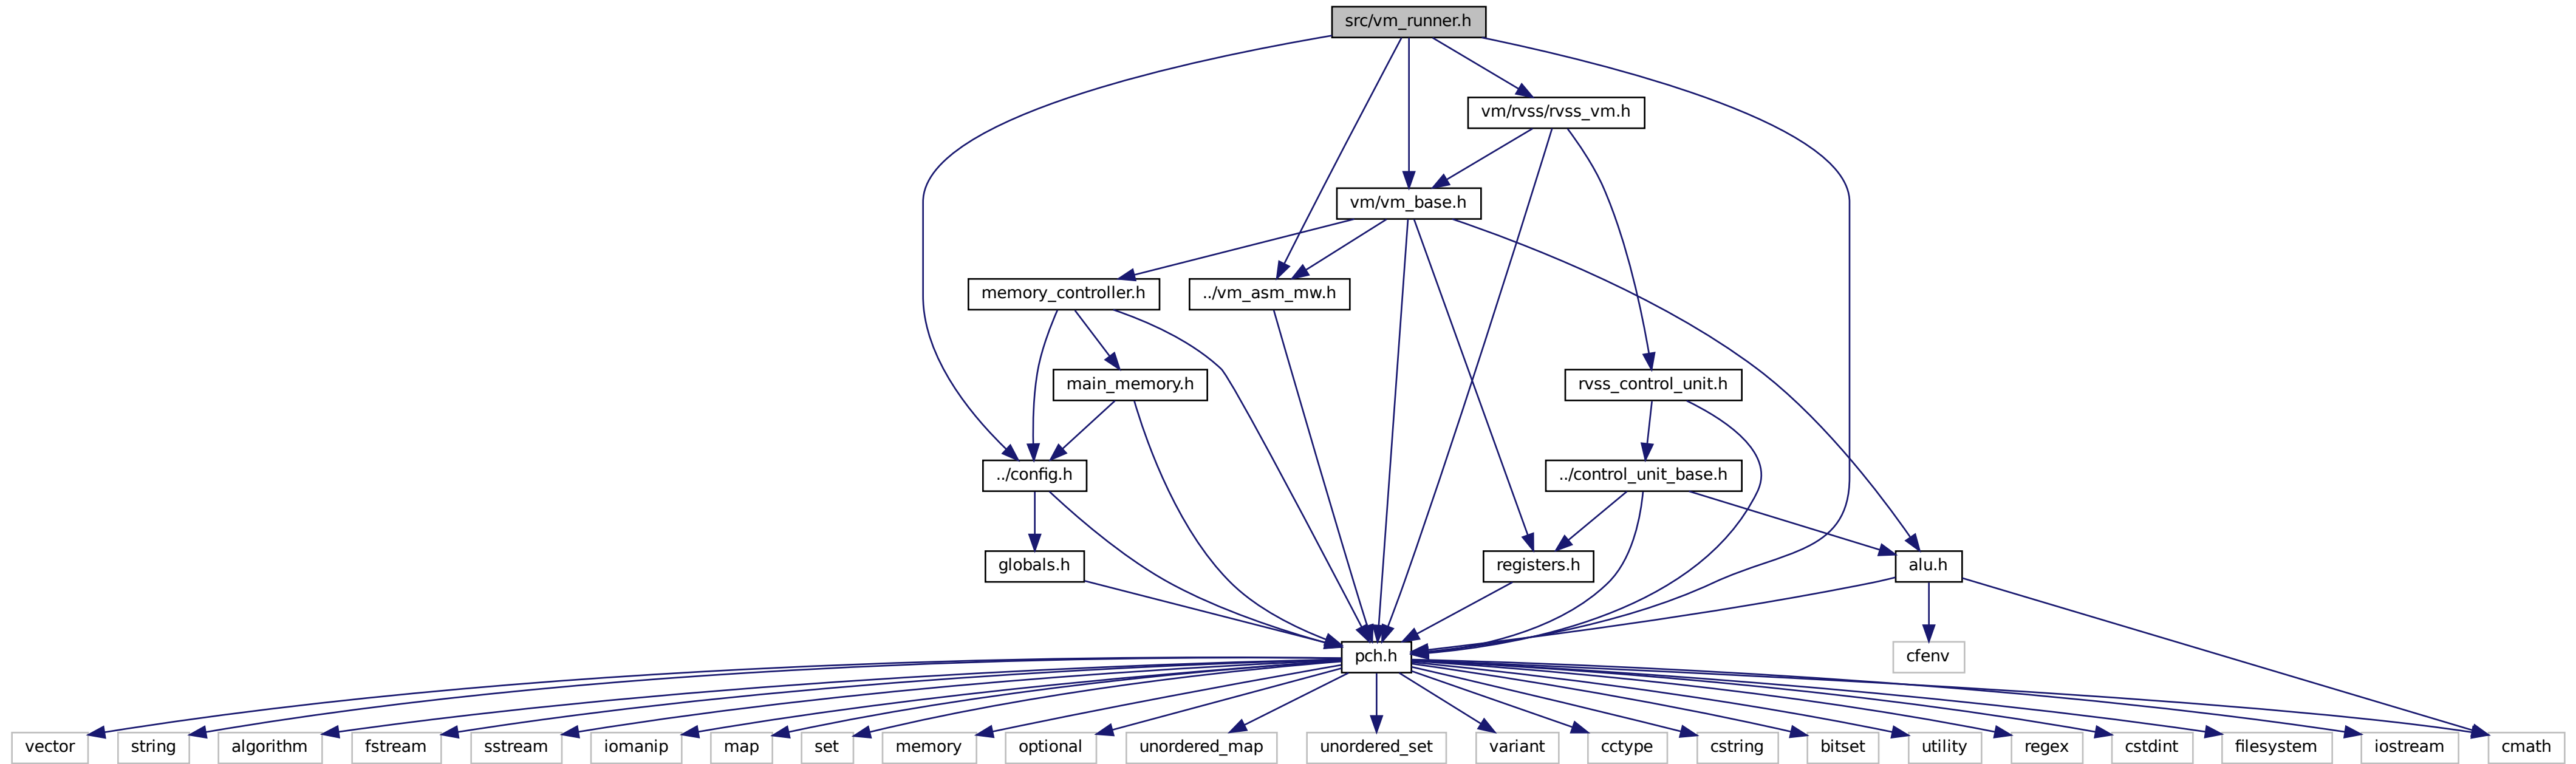 src/vm_runner.h
vm/rvss/rvss_vm.h
vm/vm_base.h
memory_controller.h
../vm_asm_mw.h
main_memory.h
rvss_control_unit.h
../config.h
../control_unit_base.h
globals.h
registers.h
alu.h
pch.h
cfenv
vector
string
algorithm
fstream
sstream
iomanip
map
set
memory
optional
unordered_map
unordered_set
variant
cctype
cstring
bitset
utility
regex
cstdint
filesystem
iostream
cmath